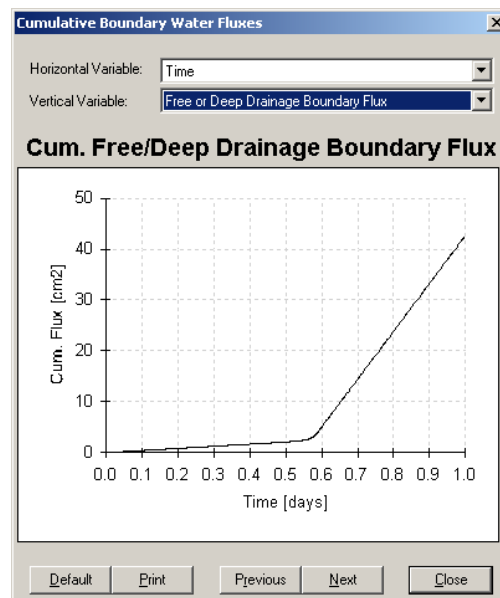 Cumulative Boundary Water Fluxes
Horizontal Variable: Time
Vertical Variable: Free or Deep Drainage Boundary Flux
Cum. Free/Deep Drainage Boundary Flux
50
40
30
20
10
0
Cum. Flux [cm2]
0.0 0.1 0.2 0.3 0.4 0.5 0.6 0.7 0.8 0.9 1.0
Time [days]
Default Print Previous Next Close